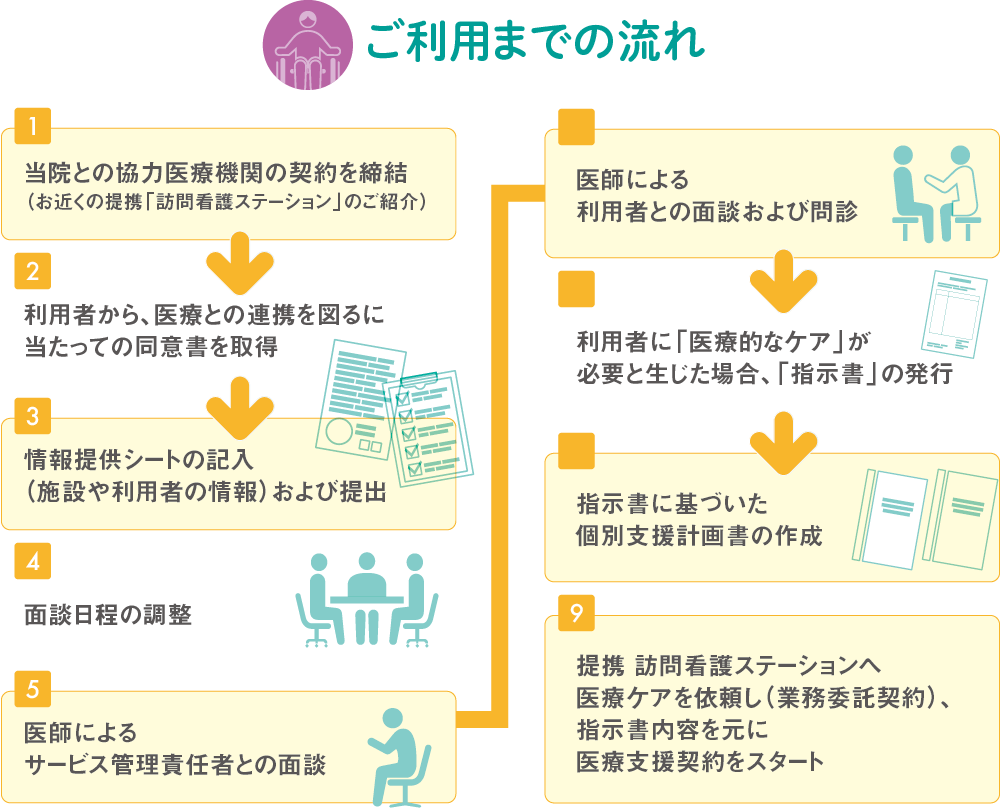 ご利用までの流れ
1
当院との協力医療機関の契約を締結
(お近くの提携「訪問看護ステーション」のご紹介)
2
利用者から、医療との連携を図るに
当たっての同意書を取得
3
情報提供シートの記入
(施設や利用者の情報)および提出
4
面談日程の調整
5
医師による
サービス管理責任者との面談
医師による
利用者との面談および問診
利用者に「医療的なケア」が
必要と生じた場合、「指示書」の発行
指示書に基づいた
個別支援計画書の作成
9
提携 訪問看護ステーションへ
医療ケアを依頼し(業務委託契約)、
指示書内容を元に
医療支援契約をスタート